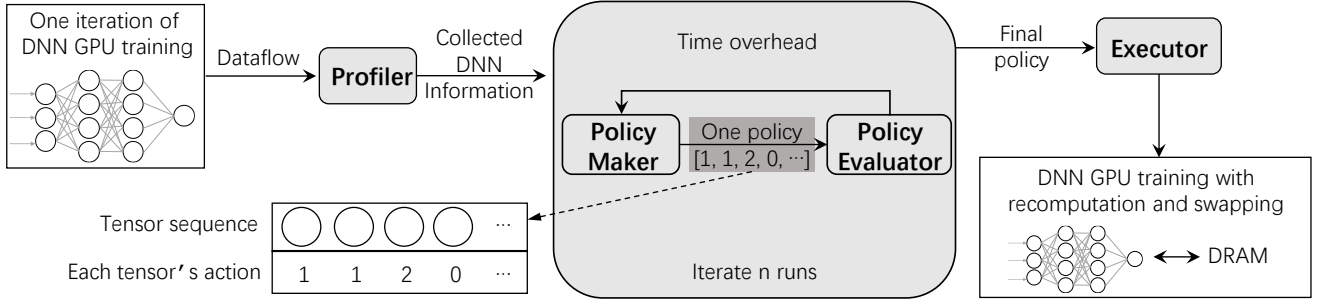 One iteration of
DNN GPU training
Dataflow
Profiler
Collected
DNN
Information
Time overhead
Policy
Maker
One policy
[1, 1, 2, 0, ···]
Policy
Evaluator
Iterate n runs
Final
policy
Executor
DNN GPU training with
recomputation and swapping
DRAM
Tensor sequence ···
Each tensor's action 1 1 2 0 ···